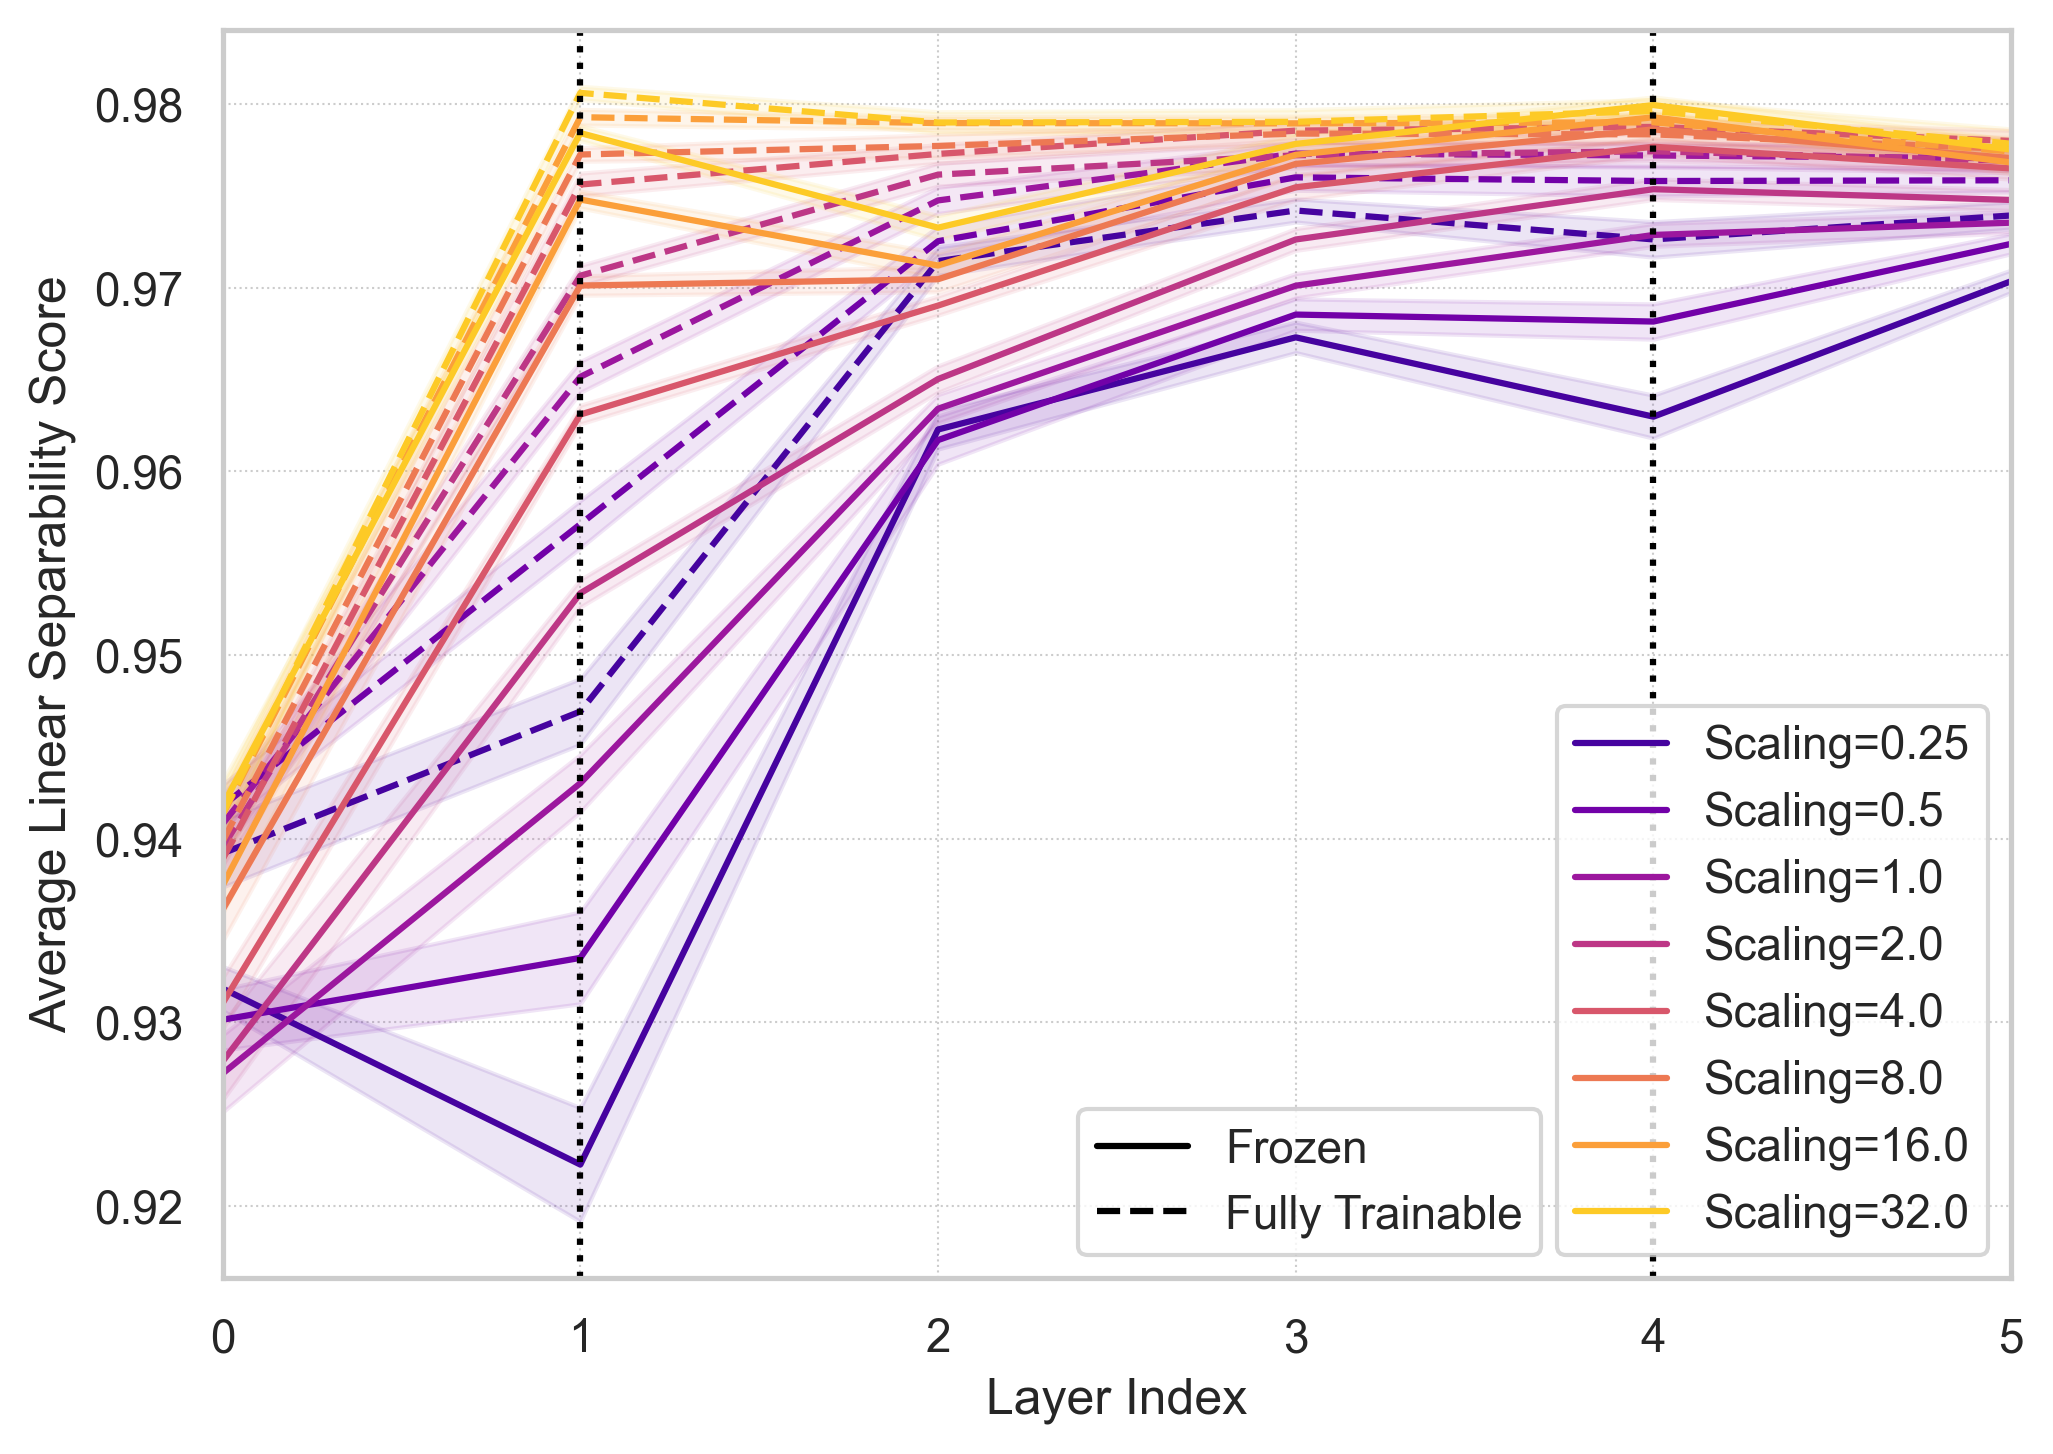 Average Linear Separability Score
0.98
0.97
0.96
0.95
0.94
0.93
0.92
Frozen
Fully Trainable
Scaling=0.25
Scaling=0.5
Scaling=1.0
Scaling=2.0
Scaling=4.0
Scaling=8.0
Scaling=16.0
Scaling=32.0
0 1 2 3 4 5
Layer Index